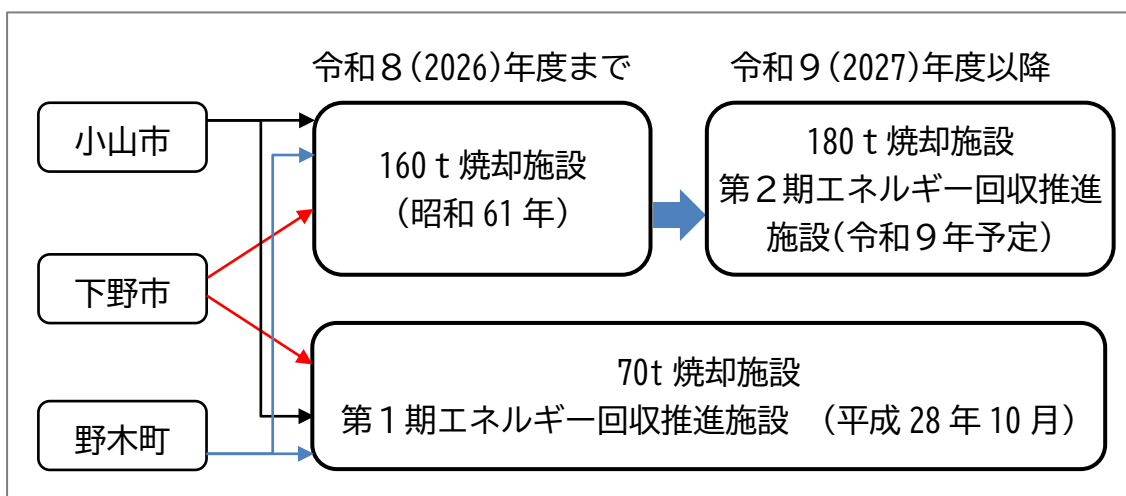 令和８(2026)年度まで
令和９(2027)年度以降
小山市
下野市
野木町
160ｔ焼却施設
（昭和 61 年）
180ｔ焼却施設
第２期エネルギー回収推進
施設(令和９年予定)
70t 焼却施設
第１期エネルギー回収推進施設　（平成 28 年 10 月）